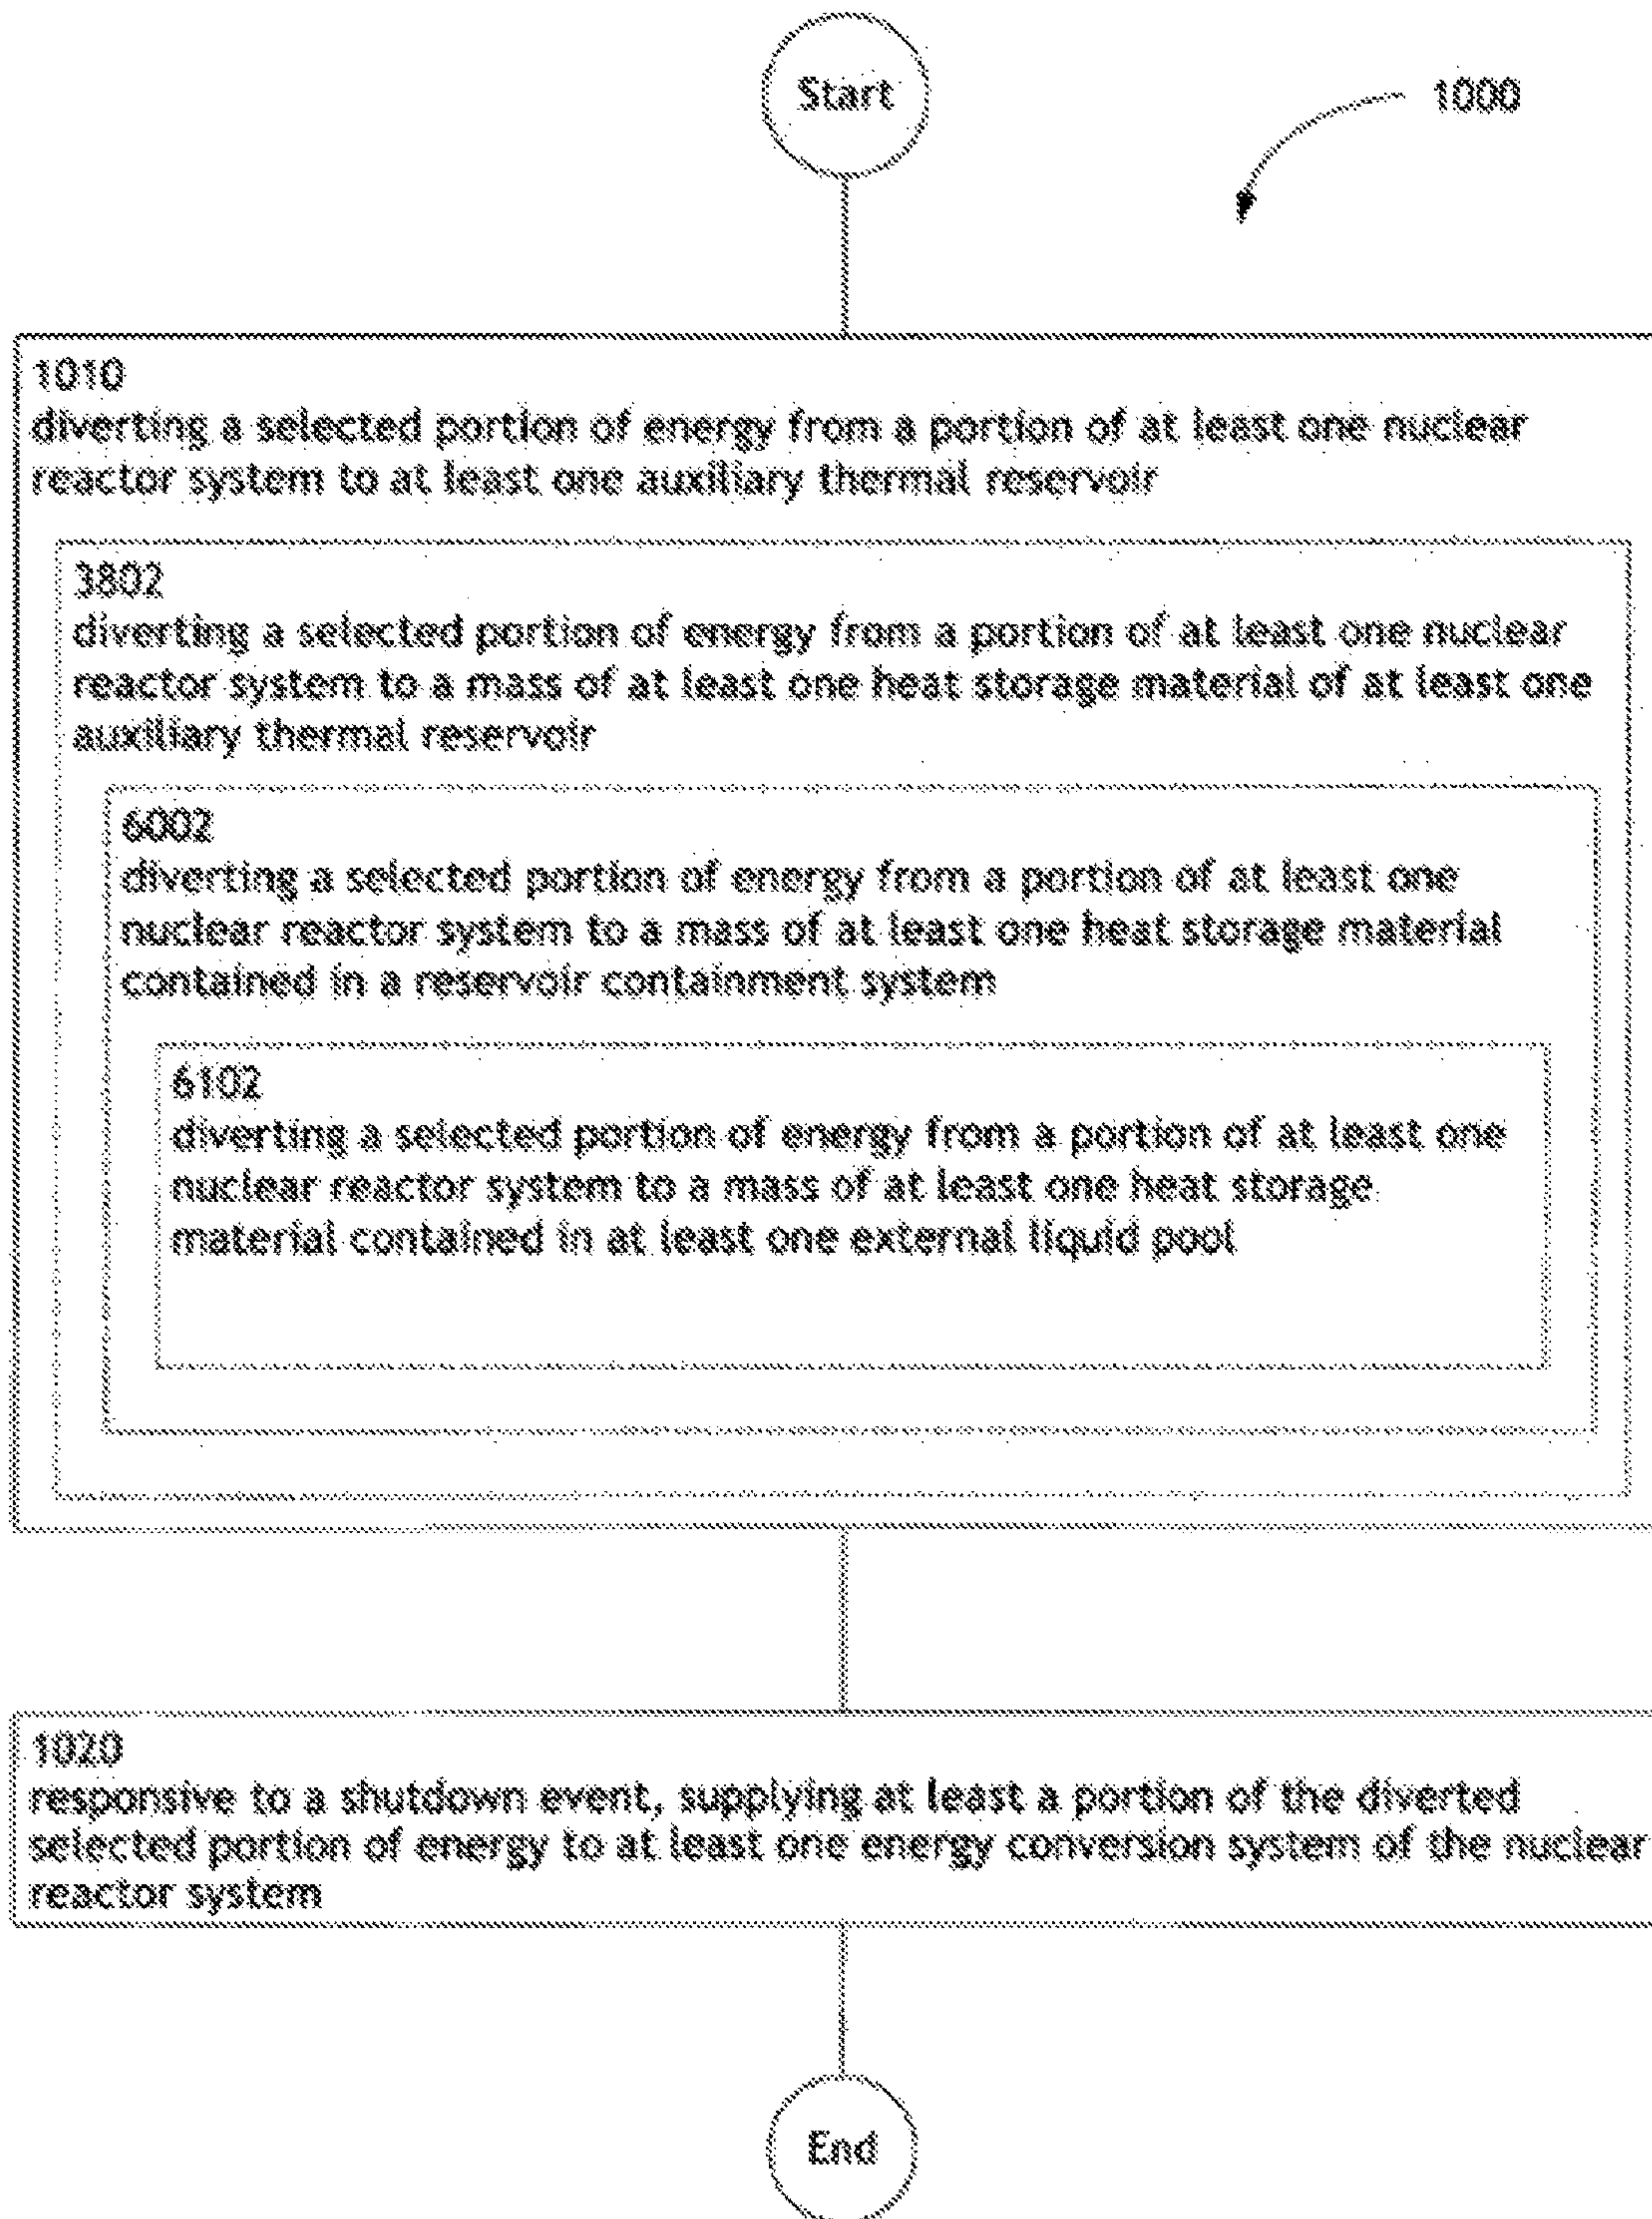 Start
1000
1010
diverting a selected portion of energy from a portion of at least one nuclear
reactor system to at least one auxiliary thermal reservoir
3802
diverting a selected portion of energy from a portion of at least one nuclear
reactor system to a mass of at least one heat storage material of at least one
auxiliary thermal reservoir
6002
diverting a selected portion of energy from a portion of at least one
nuclear reactor system to a mass of at least one heat storage material
contained in a reservoir containment system
6102
diverting a selected portion of energy from a portion of at least one
nuclear reactor system to a mass of at least one heat storage
material contained in at least one external liquid pool
1020
responsive to a shutdown event, supplying at least a portion of the diverted
selected portion of energy to at least one energy conversion system of the nuclear
reactor system
End